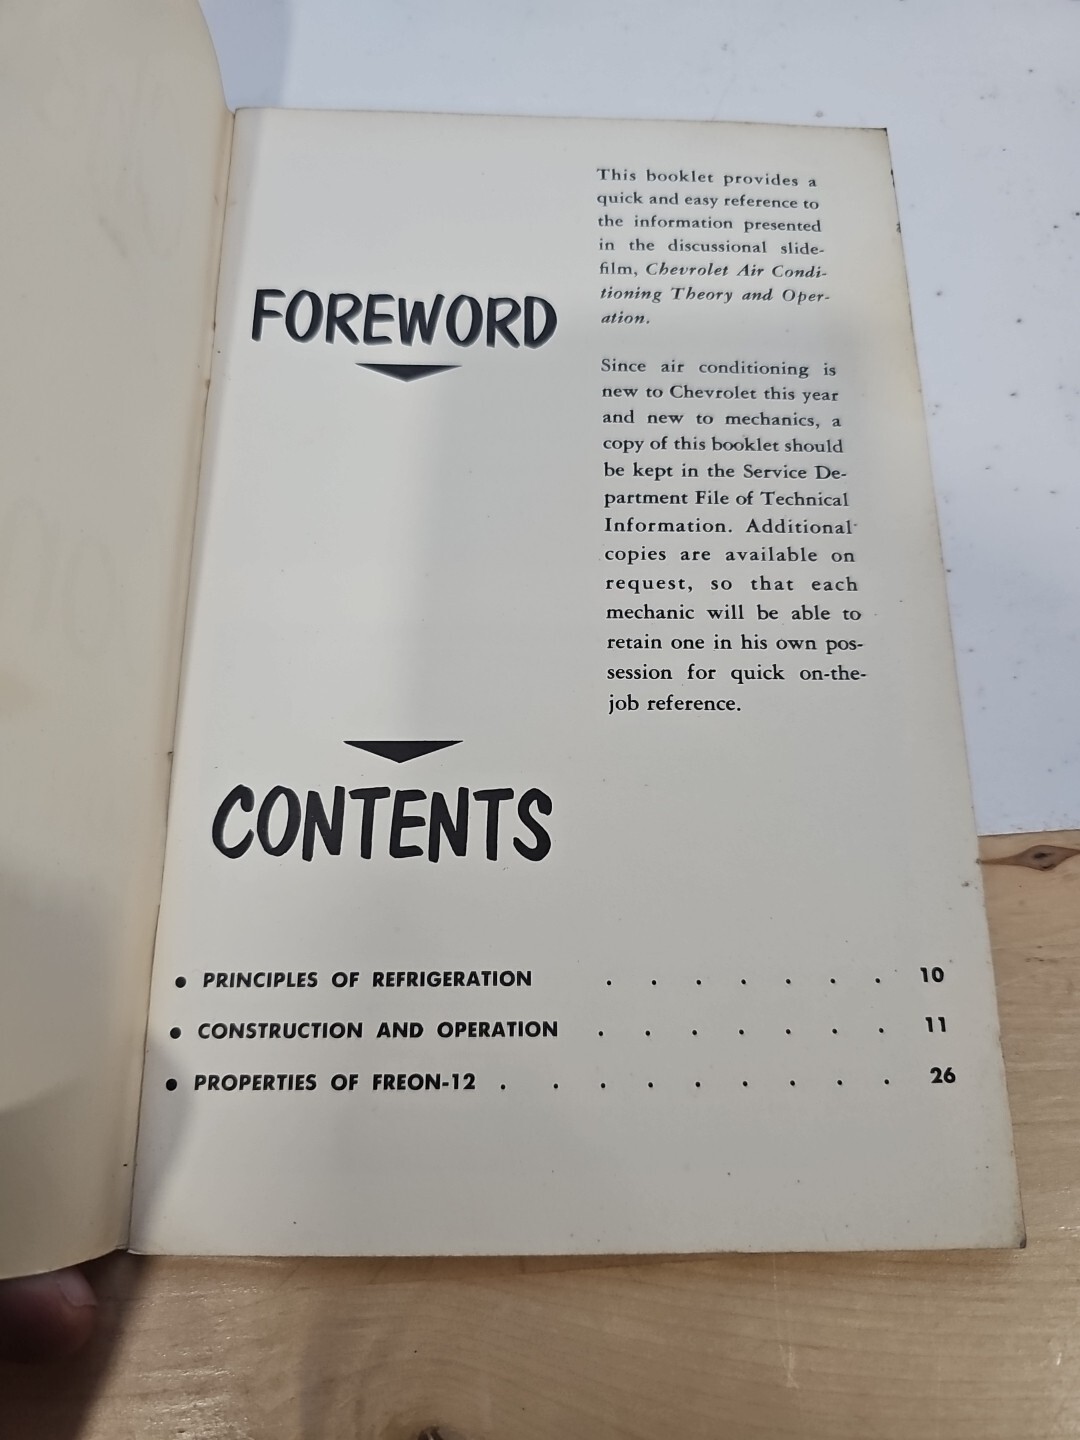 FOREWORD
This booklet provides a
quick and easy reference to
the information presented
in the discussional slide-
film, Chevrolet Air Condi-
tioning Theory and Oper-
ation.
Since air conditioning is
new to Chevrolet this year
and new to mechanics, a
copy of this booklet should
be kept in the Service De-
partment File of Technical
Information. Additional
copies are available on
request, so that each
mechanic will be able to
retain one in his own pos-
session for quick on-the-
job reference.
CONTENTS
• PRINCIPLES OF REFRIGERATION . . . . . . . 10
• CONSTRUCTION AND OPERATION . . . . . . . 11
• PROPERTIES OF FREON-12 . . . . . . . . . 26